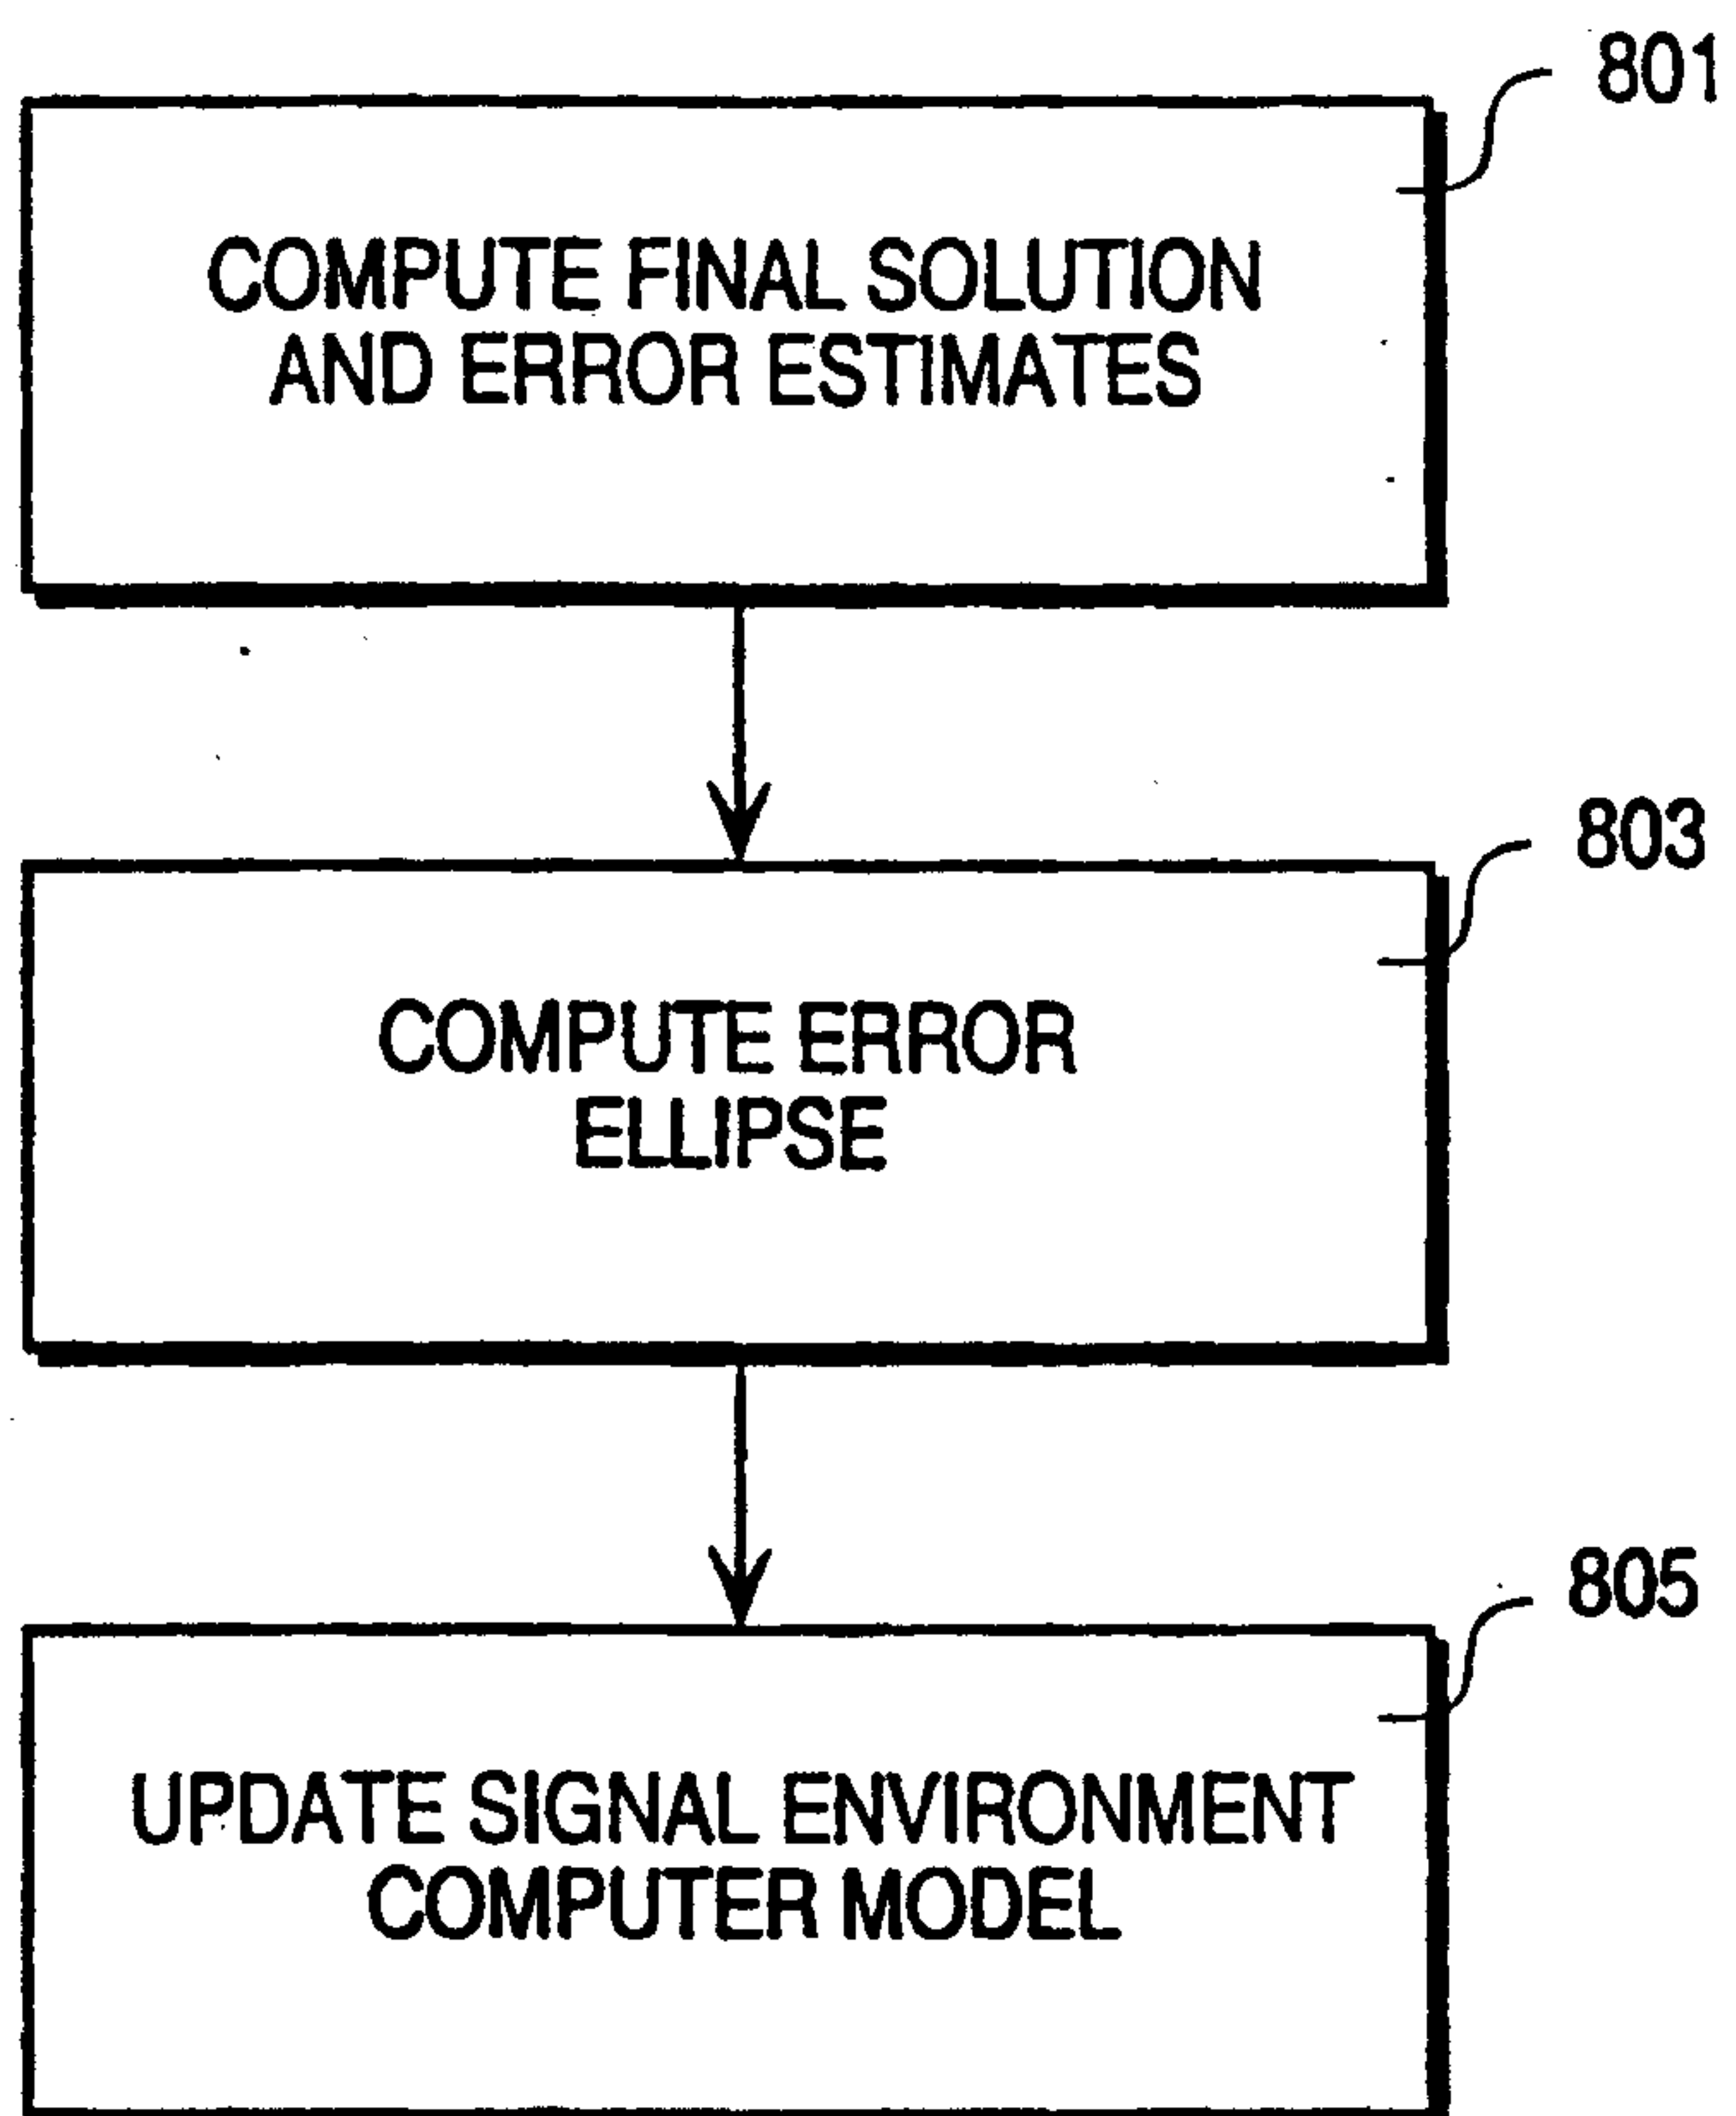 801
COMPUTE FINAL SOLUTION
AND ERROR ESTIMATES
803
COMPUTE ERROR
ELLIPSE
805
UPDATE SIGNAL ENVIRONMENT
COMPUTER MODEL